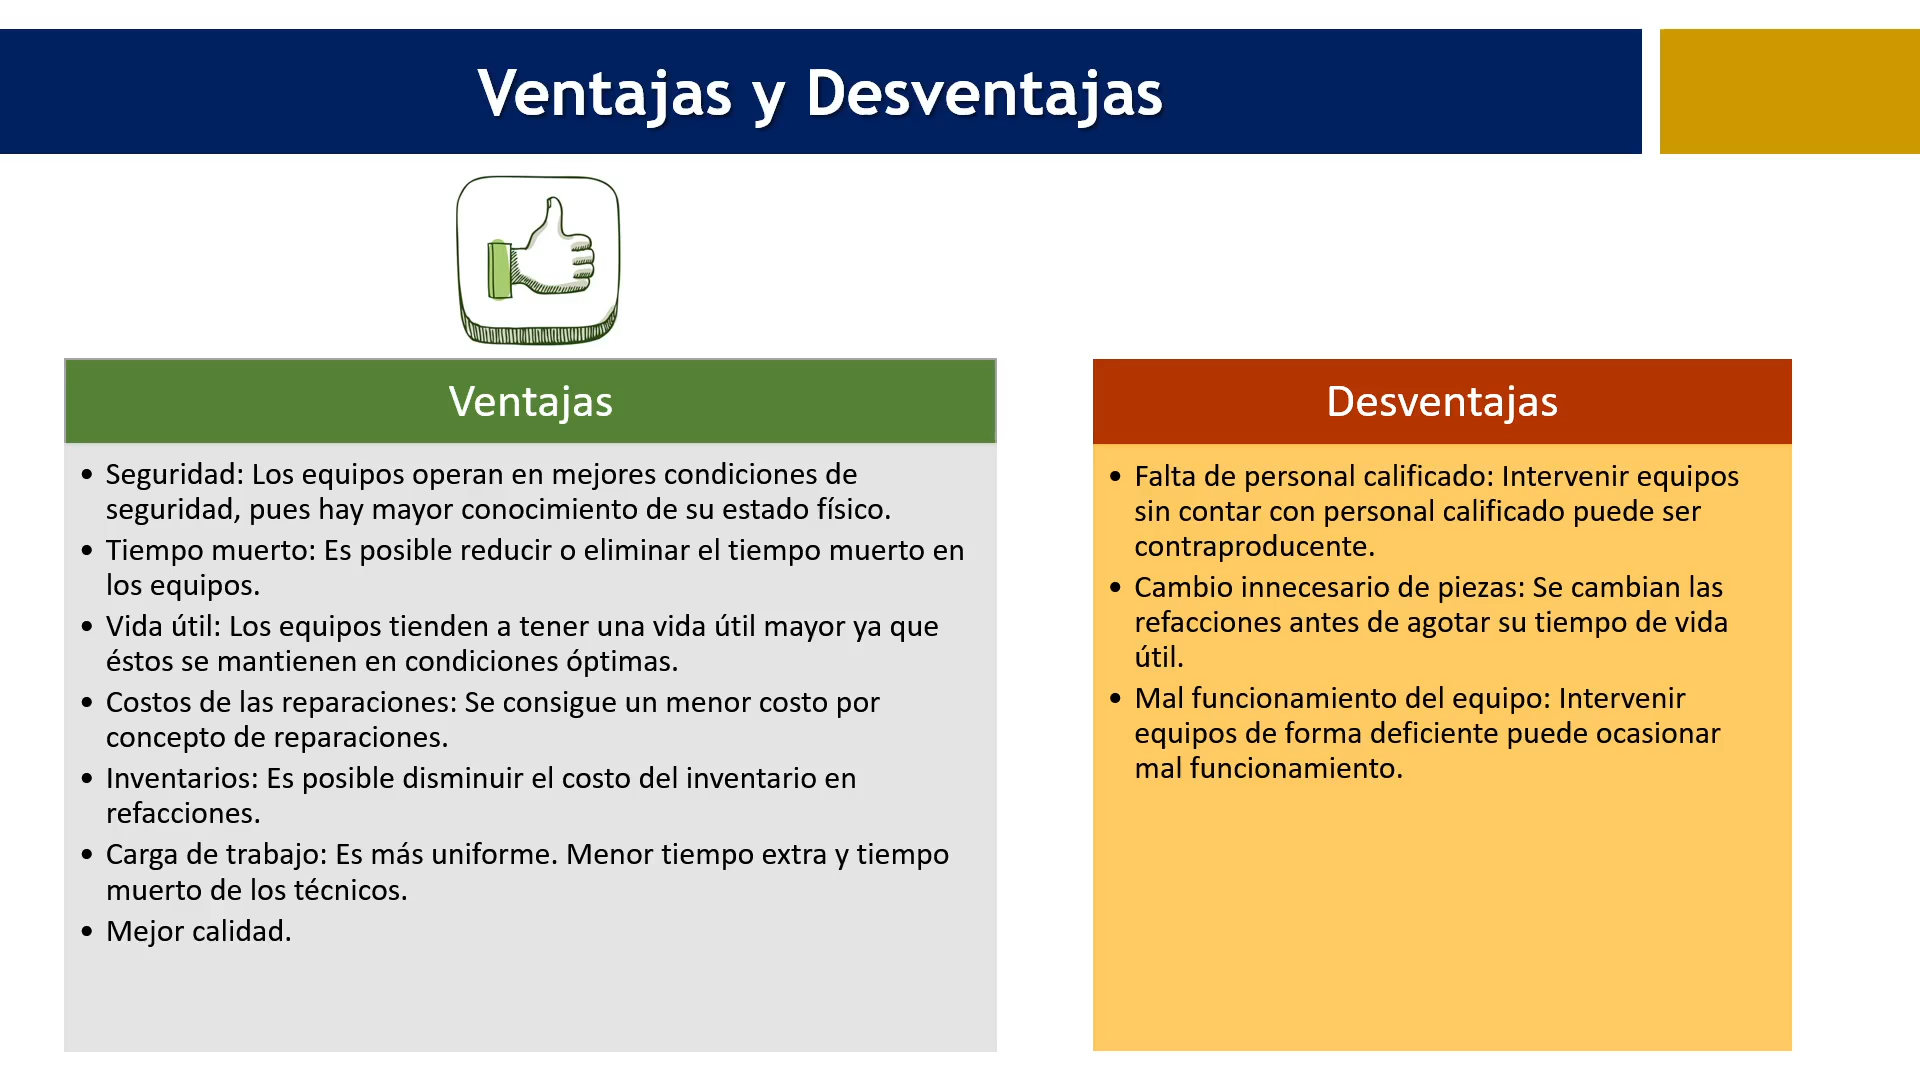 Ventajas y Desventajas
Ventajas
• Seguridad: Los equipos operan en mejores condiciones de
seguridad, pues hay mayor conocimiento de su estado físico.
• Tiempo muerto: Es posible reducir o eliminar el tiempo muerto en
los equipos.
• Vida útil: Los equipos tienden a tener una vida útil mayor ya que
éstos se mantienen en condiciones óptimas.
• Costos de las reparaciones: Se consigue un menor costo por
concepto de reparaciones.
• Inventarios: Es posible disminuir el costo del inventario en
refacciones.
• Carga de trabajo: Es más uniforme. Menor tiempo extra y tiempo
muerto de los técnicos.
• Mejor calidad.
Desventajas
• Falta de personal calificado: Intervenir equipos
sin contar con personal calificado puede ser
contraproducente.
• Cambio innecesario de piezas: Se cambian las
refacciones antes de agotar su tiempo de vida
útil.
• Mal funcionamiento del equipo: Intervenir
equipos de forma deficiente puede ocasionar
mal funcionamiento.